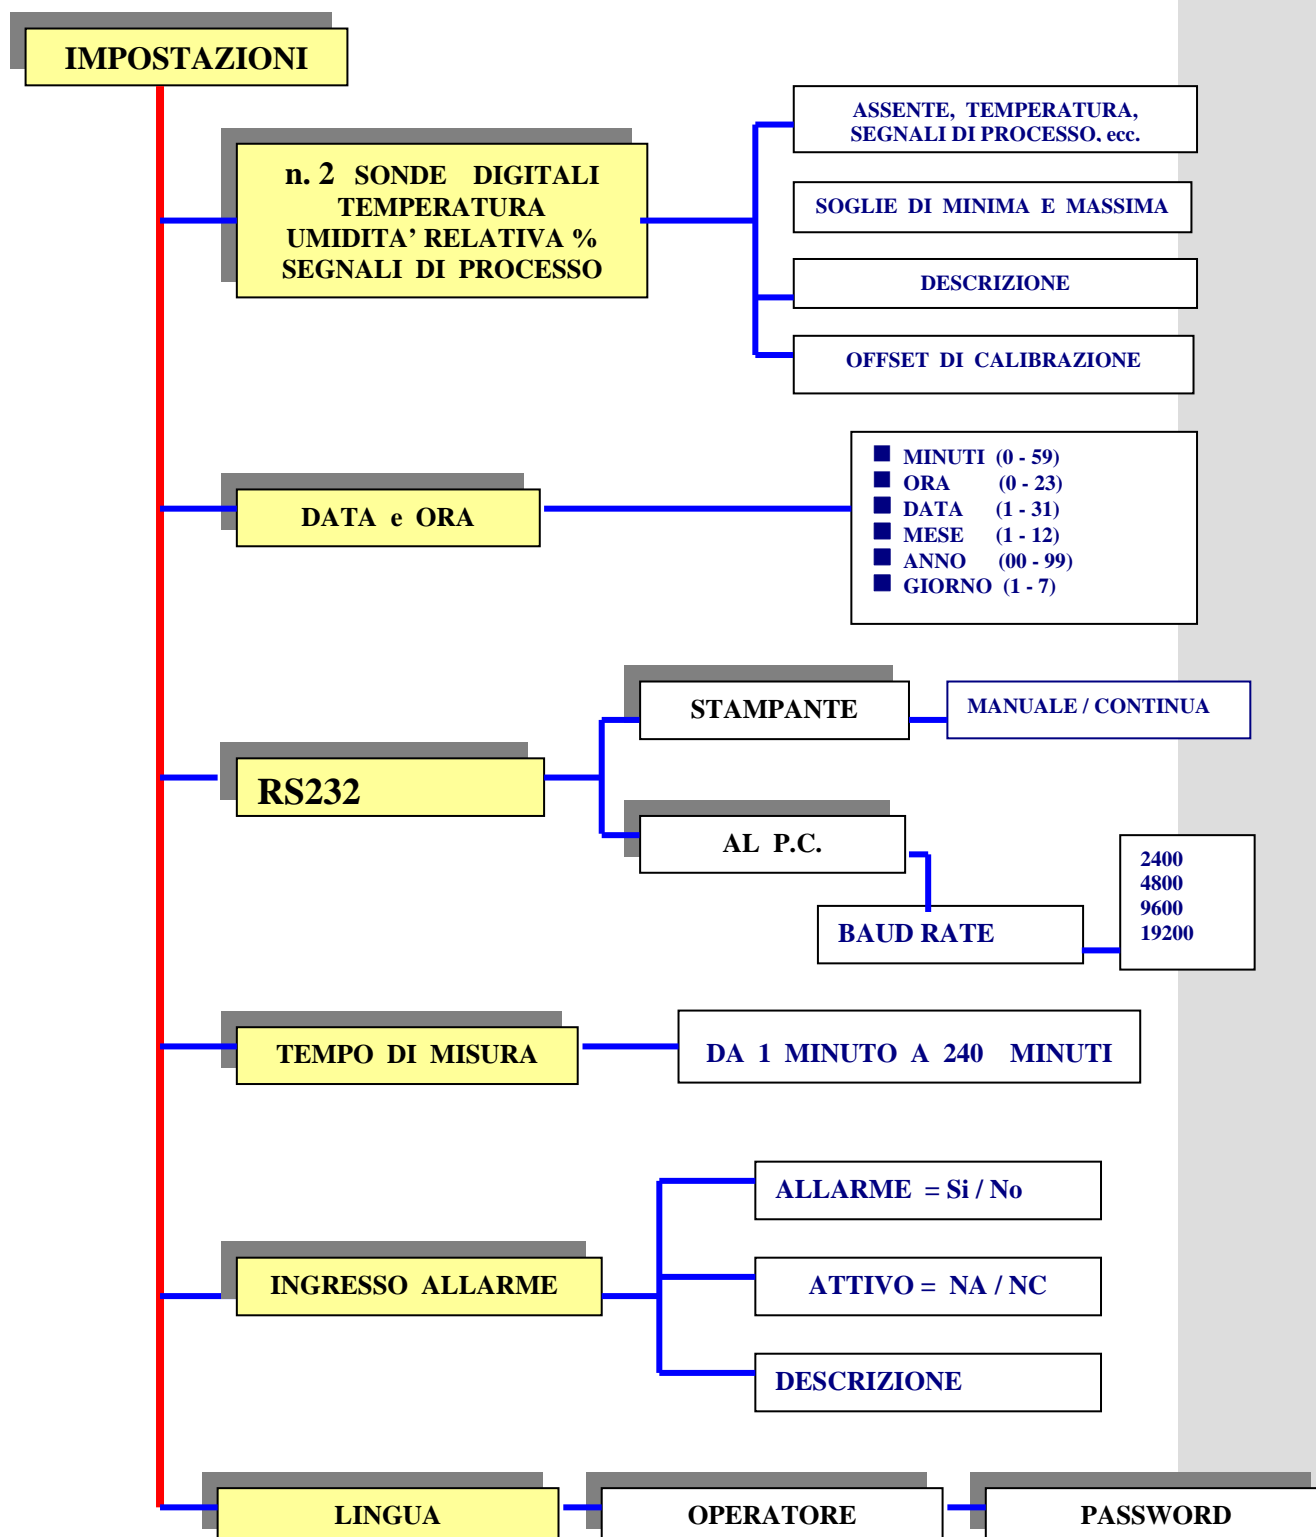 IMPOSTAZIONI
n. 2 SONDE DIGITALI
TEMPERATURA
UMIDITA’ RELATIVA %
SEGNALI DI PROCESSO
ASSENTE, TEMPERATURA,
SEGNALI DI PROCESSO, ecc.
SOGLIE DI MINIMA E MASSIMA
DESCRIZIONE
OFFSET DI CALIBRAZIONE
DATA e ORA
MINUTI (0 - 59)
ORA (0 - 23)
DATA (1 - 31)
MESE (1 - 12)
ANNO (00 - 99)
GIORNO (1 - 7)
RS232
STAMPANTE
MANUALE / CONTINUA
AL P.C.
BAUD RATE
2400
4800
9600
19200
TEMPO DI MISURA
DA 1 MINUTO A 240 MINUTI
INGRESSO ALLARME
ALLARME = Si / No
ATTIVO = NA / NC
DESCRIZIONE
LINGUA
OPERATORE
PASSWORD